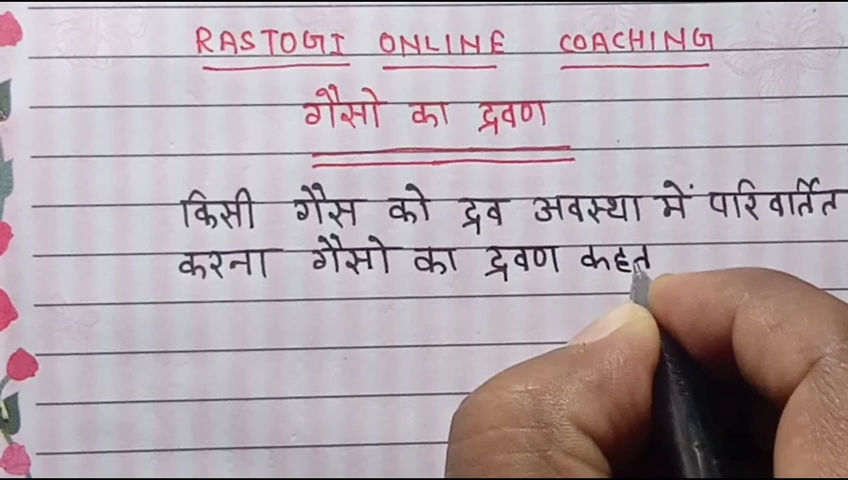 RASTOGI ONLINE COACHING
गैसो का द्रवण
किसी गैस को द्रव अवस्था में परिवर्तित
करना गैसो का द्रवण कहत